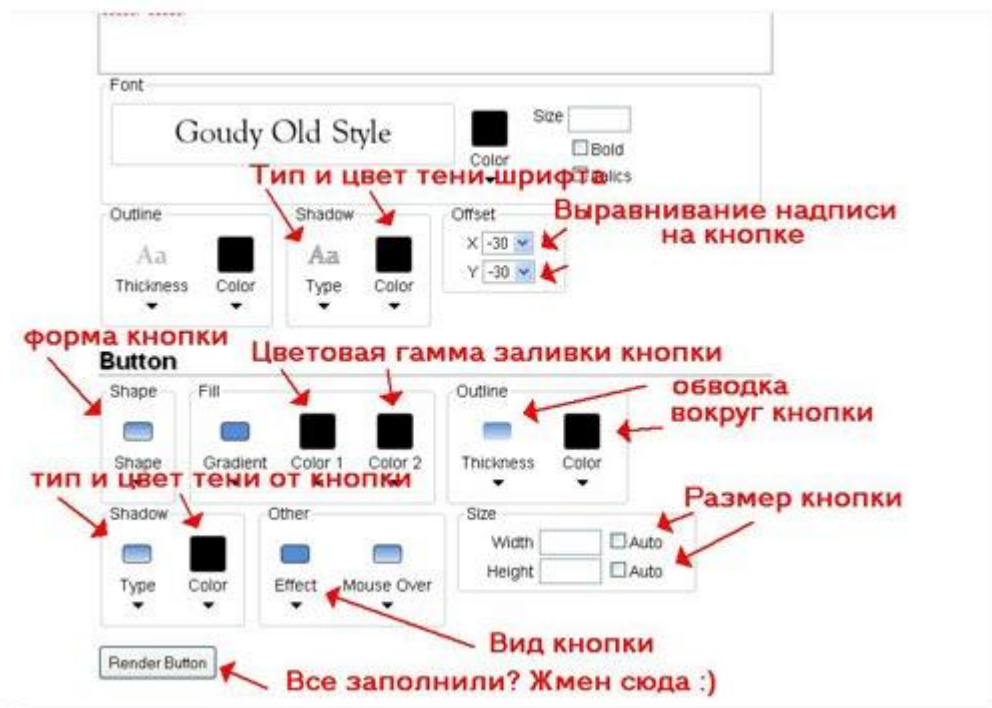 Font
Goudy Old Style
Size
Color
Bold
Italics
Тип и цвет тени шрифта
Outline
Shadow
Offset
Выравнивание надписи
на кнопке
Aa
Aa
X -30
Y -30
Thickness
Color
Type
Color
форма кнопки
Цветовая гамма заливки кнопки
Button
обводка
вокруг кнопки
Shape
Fill
Outline
Shape
Gradient
Color 1
Color 2
Thickness
Color
тип и цвет тени от кнопки
Размер кнопки
Shadow
Other
Size
Width
Auto
Height
Auto
Type
Color
Effect
Mouse Over
Вид кнопки
Render Button
Все заполнили? Жмен сюда :)